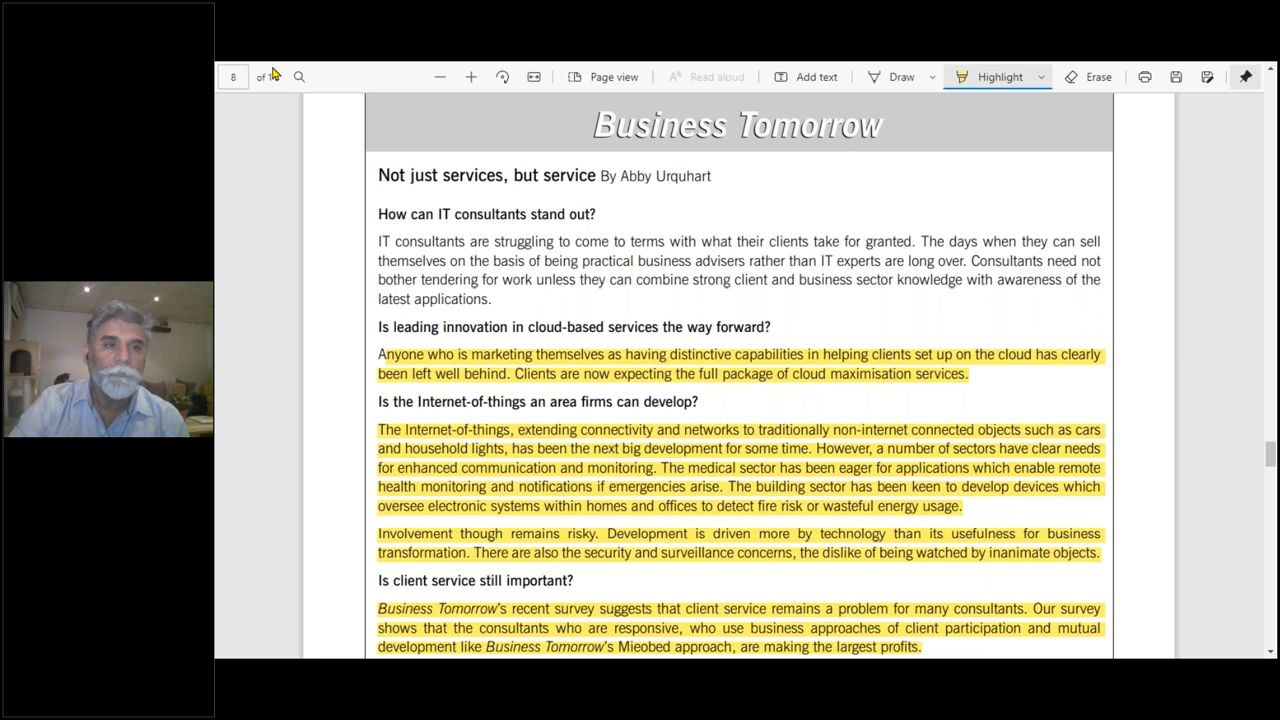 8 of
Page view
Read aloud
Add text
Draw
Highlight
Erase
Business Tomorrow
Not just services, but service By Abby Urquhart
How can IT consultants stand out?
IT consultants are struggling to come to terms with what their clients take for granted. The days when they can sell
themselves on the basis of being practical business advisers rather than IT experts are long over. Consultants need not
bother tendering for work unless they can combine strong client and business sector knowledge with awareness of the
latest applications.
Is leading innovation in cloud-based services the way forward?
Anyone who is marketing themselves as having distinctive capabilities in helping clients set up on the cloud has clearly
been left well behind. Clients are now expecting the full package of cloud maximisation services.
Is the Internet-of-things an area firms can develop?
The Internet-of-things, extending connectivity and networks to traditionally non-internet connected objects such as cars
and household lights, has been the next big development for some time. However, a number of sectors have clear needs
for enhanced communication and monitoring. The medical sector has been eager for applications which enable remote
health monitoring and notifications if emergencies arise. The building sector has been keen to develop devices which
oversee electronic systems within homes and offices to detect fire risk or wasteful energy usage.
Involvement though remains risky. Development is driven more by technology than its usefulness for business
transformation. There are also the security and surveillance concerns, the dislike of being watched by inanimate objects.
Is client service still important?
Business Tomorrow's recent survey suggests that client service remains a problem for many consultants. Our survey
shows that the consultants who are responsive, who use business approaches of client participation and mutual
development like Business Tomorrow's Mieobed approach, are making the largest profits.